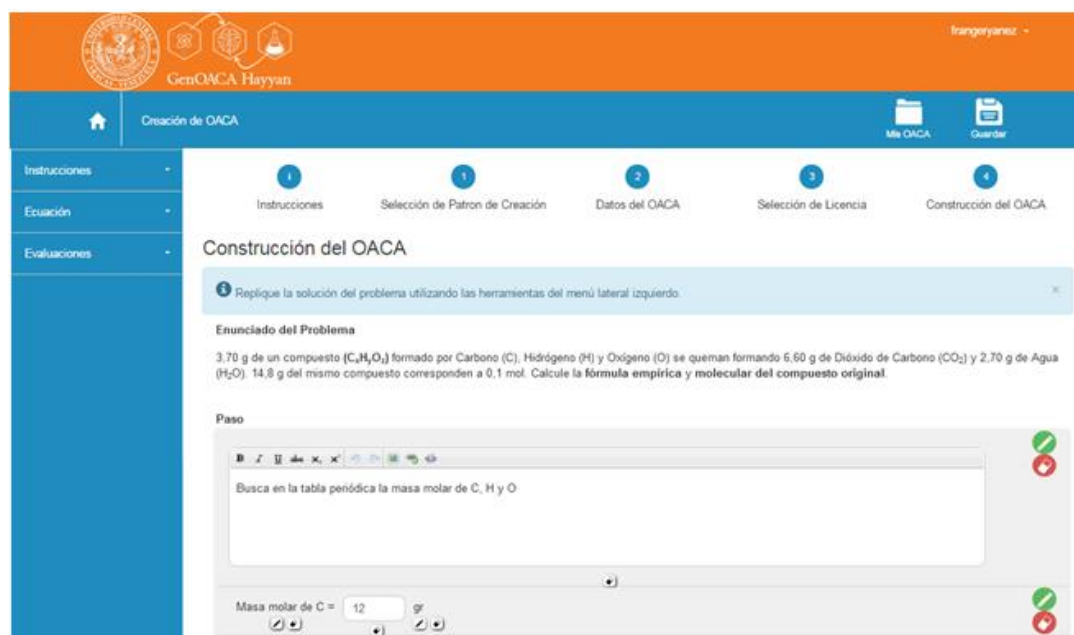 frangeryanez
GenOACA Hayyan
Creación de OACA
Mis OACA
Guardar
Instrucciones
Ecuación
Evaluaciones
i
1
2
3
4
Instrucciones
Selección de Patron de Creación
Datos del OACA
Selección de Licencia
Construcción del OACA
Construcción del OACA
Replique la solución del problema utilizando las herramientas del menú lateral izquierdo.
Enunciado del Problema
3,70 g de un compuesto (CₓHᵧO₂) formado por Carbono (C), Hidrógeno (H) y Oxígeno (O) se queman formando 6,60 g de Dióxido de Carbono (CO₂) y 2,70 g de Agua
(H₂O). 14,8 g del mismo compuesto corresponden a 0,1 mol. Calcule la fórmula empírica y molecular del compuesto original.
Paso
B I U abc x, x²
Busca en la tabla periódica la masa molar de C, H y O
Masa molar de C = 12 gr